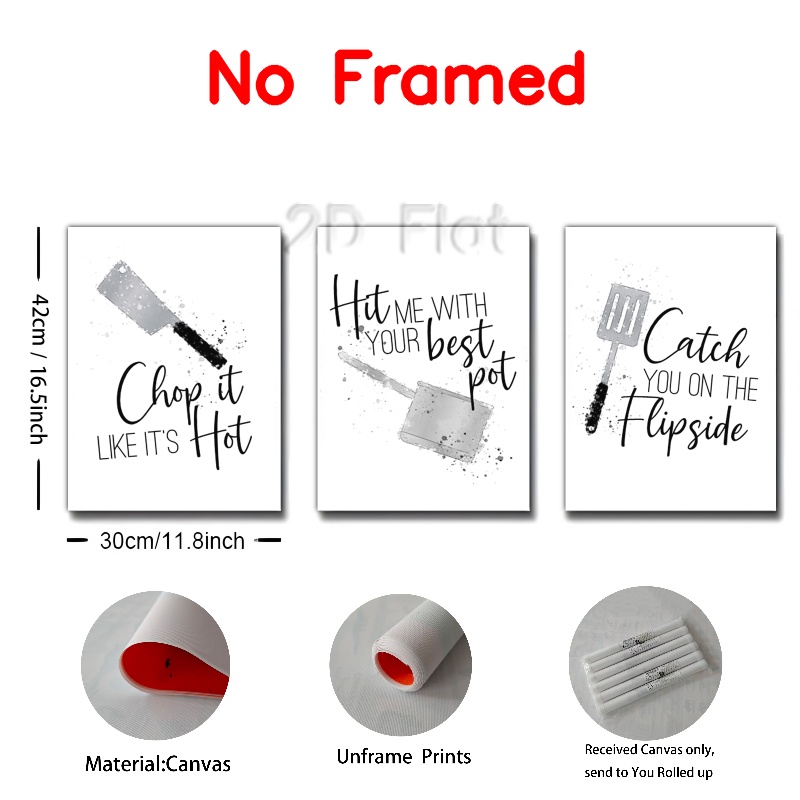 No Framed
2D Flat
42cm / 16.5inch
Chop it
LIKE IT'S Hot
Hit ME WITH
YOUR best
pot
Catch
YOU ON THE
Flipside
30cm/11.8inch
Material:Canvas
Unframe Prints
Received Canvas only,
send to You Rolled up